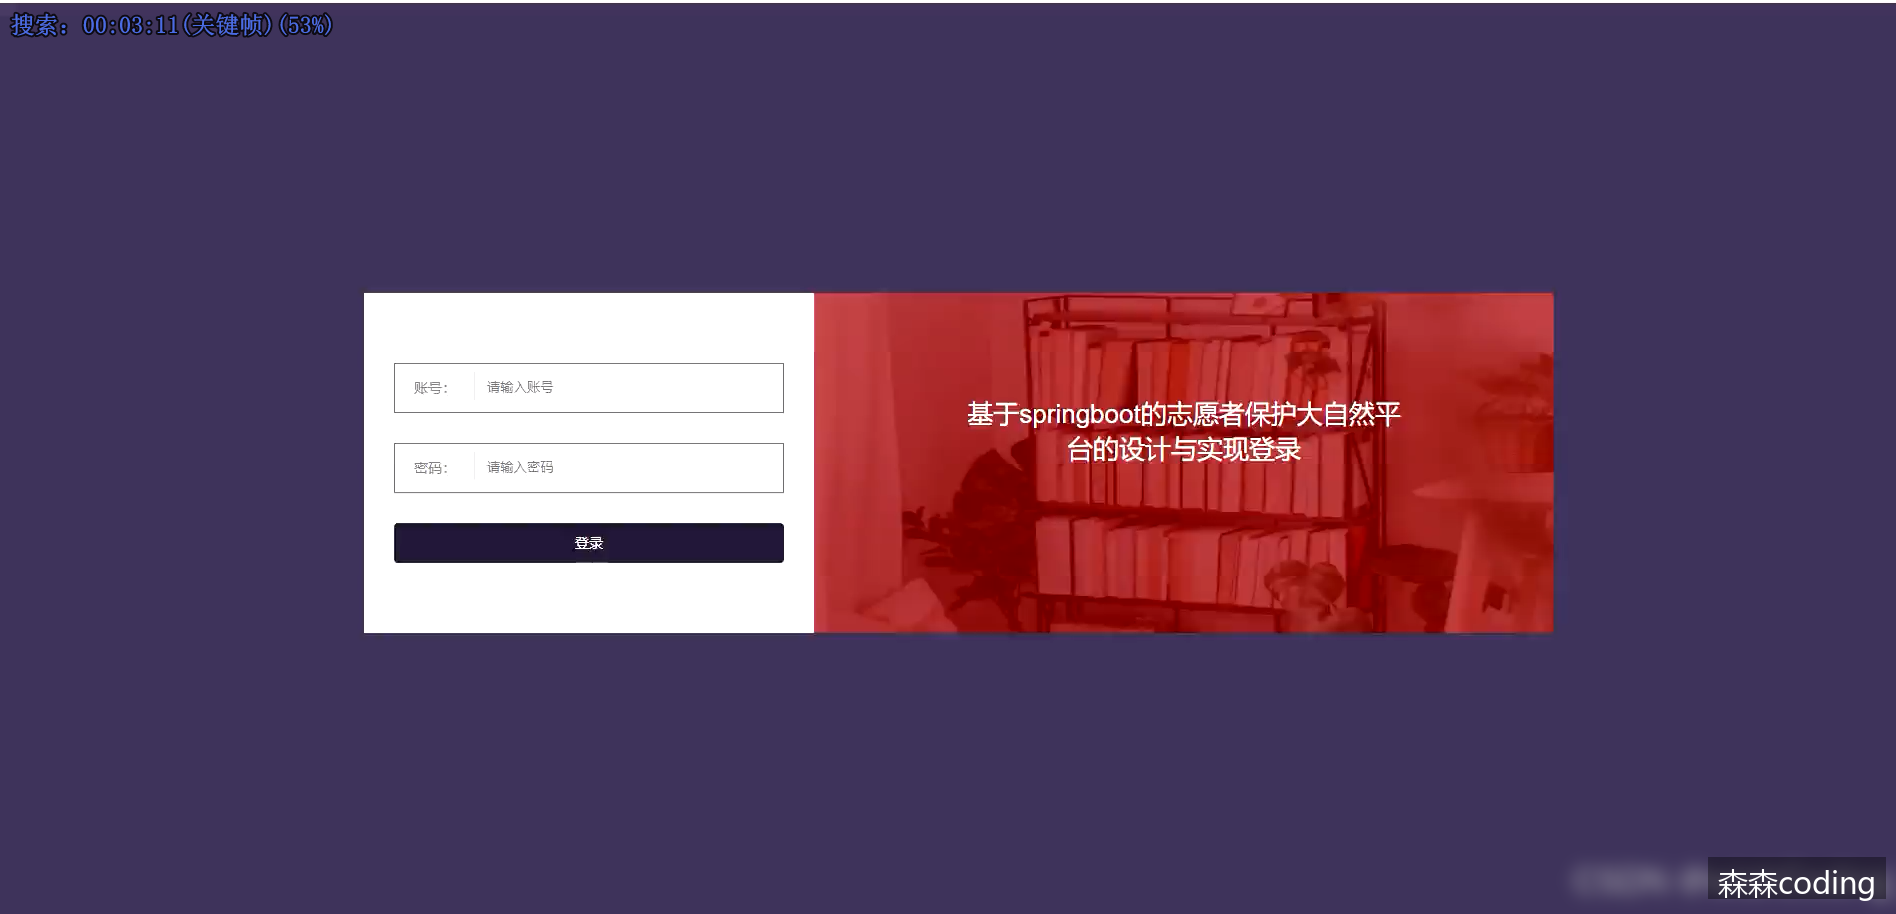 搜索：00:03:11(关键帧)(53%)
账号：
请输入账号
密码：
请输入密码
登录
基于springboot的志愿者保护大自然平
台的设计与实现登录
森森coding